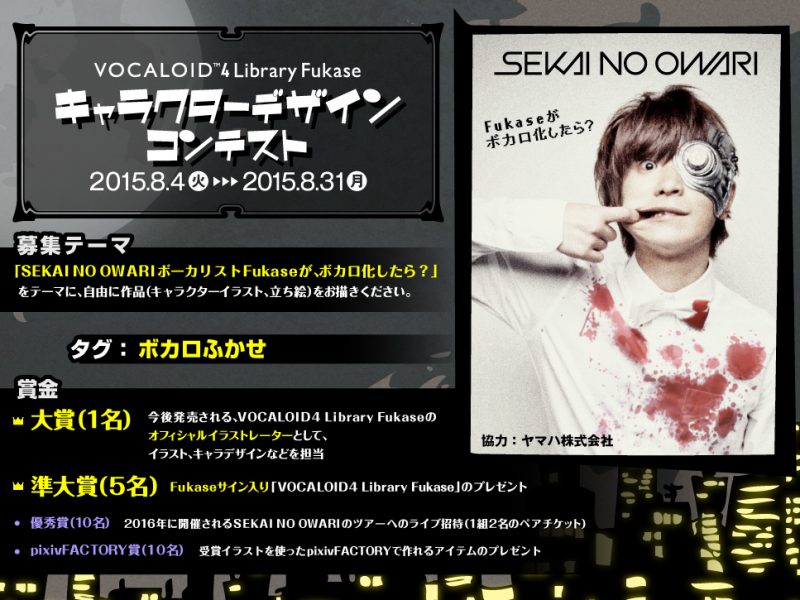 VOCALOID™4 Library Fukase
キャラクターデザイン
コンテスト
2015.8.4火▸▸▸2015.8.31月
募集テーマ
「SEKAI NO OWARIボーカリストFukaseが、ボカロ化したら？」
をテーマに、自由に作品(キャラクターイラスト、立ち絵)をお描きください。
タグ：ボカロふかせ
賞金
大賞(1名)
今後発売される、VOCALOID4 Library Fukaseの
オフィシャルイラストレーターとして、
イラスト、キャラデザインなどを担当
準大賞(5名) Fukaseサイン入り「VOCALOID4 Library Fukase」のプレゼント
・優秀賞(10名) 2016年に開催されるSEKAI NO OWARIのツアーへのライブ招待(1組2名のペアチケット)
・pixivFACTORY賞(10名) 受賞イラストを使ったpixivFACTORYで作れるアイテムのプレゼント
SEKAI NO OWARI
Fukaseが
ボカロ化したら？
協力：ヤマハ株式会社